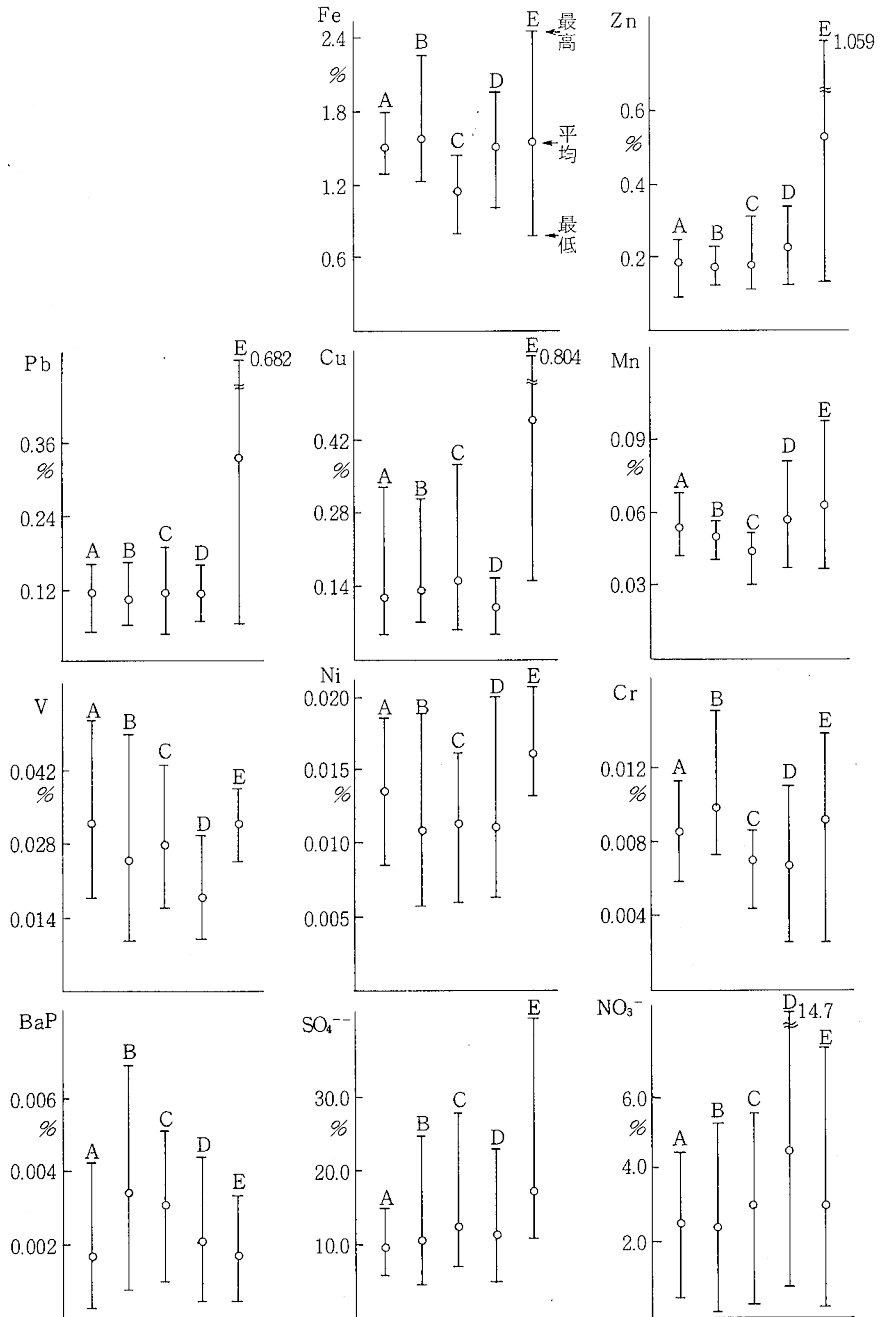 Fe
2.4
%
1.8
1.2
0.6
A
B
C
D
E
最高
平均
最低
Zn
0.6
%
0.4
0.2
A
B
C
D
E
1.059
Pb
0.36
%
0.24
0.12
A
B
C
D
E
0.682
Cu
0.42
%
0.28
0.14
A
B
C
D
E
0.804
Mn
0.09
%
0.06
0.03
A
B
C
D
E
V
0.042
%
0.028
0.014
A
B
C
D
E
Ni
0.020
0.015
%
0.010
0.005
A
B
C
D
E
Cr
0.012
%
0.008
0.004
A
B
C
D
E
BaP
0.006
%
0.004
0.002
A
B
C
D
E
SO₄⁻⁻
30.0
%
20.0
10.0
A
B
C
D
E
NO₃⁻
6.0
%
4.0
2.0
A
B
C
D
14.7
E